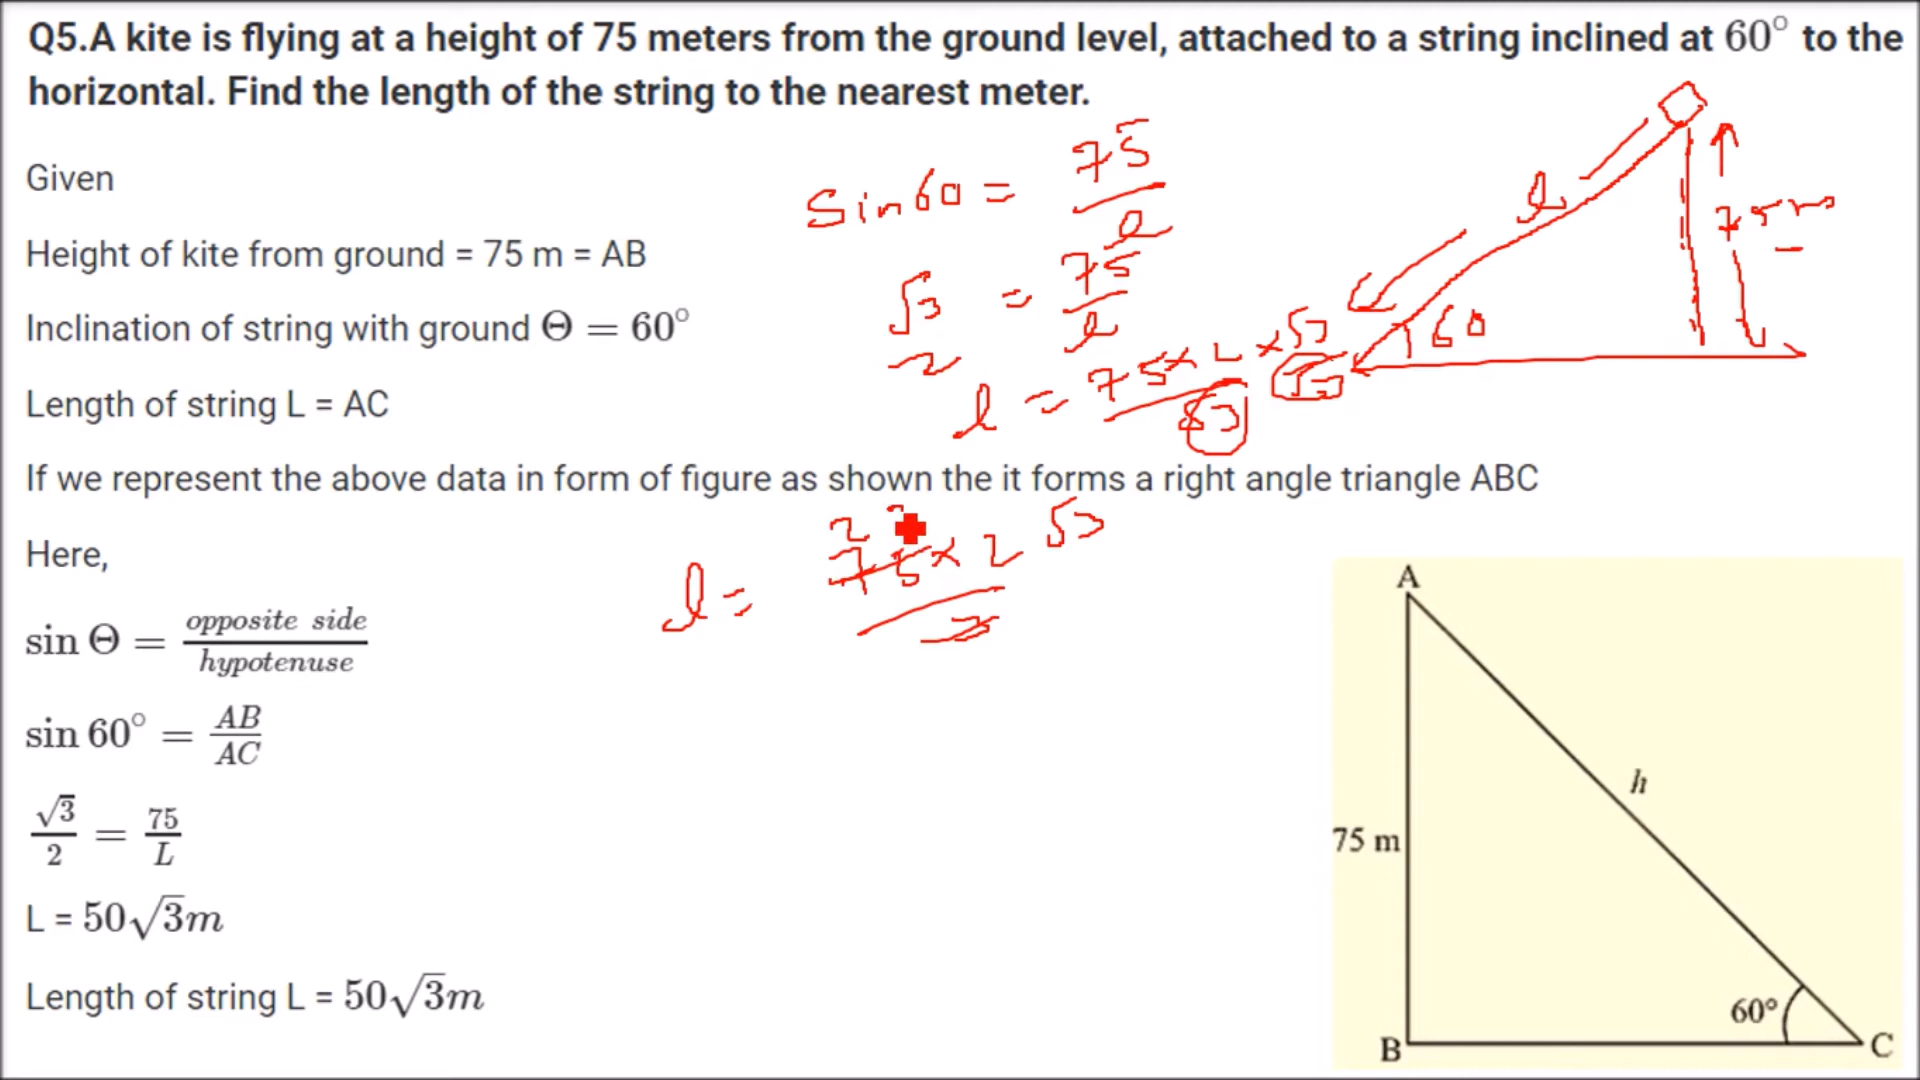 Q5.A kite is flying at a height of 75 meters from the ground level, attached to a string inclined at 60° to the
horizontal. Find the length of the string to the nearest meter.
Given
Height of kite from ground = 75 m = AB
Inclination of string with ground Θ = 60°
Length of string L = AC
If we represent the above data in form of figure as shown the it forms a right angle triangle ABC
Here,
sin Θ = opposite side / hypotenuse
sin 60° = AB / AC
√3 / 2 = 75 / L
L = 50√3m
Length of string L = 50√3m
Sin 60 = 75 / l
√3 / 2 = 75 / l
l = 75 × 2 / √3 × √3 / √3
l = 75 × 2 √3 / 3
2
l
75m
60
A
h
75 m
60°
B
C